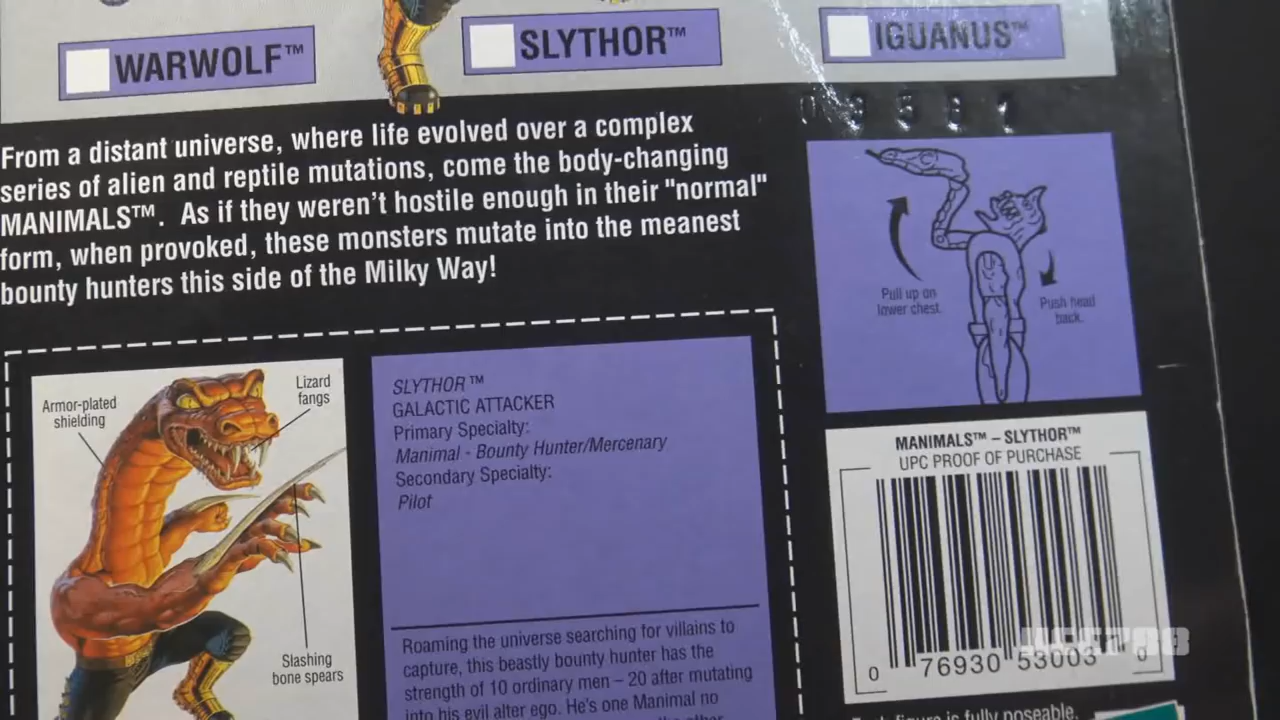 WARWOLF™
SLYTHOR™
IGUANUS™
From a distant universe, where life evolved over a complex
series of alien and reptile mutations, come the body-changing
MANIMALS™. As if they weren't hostile enough in their "normal"
form, when provoked, these monsters mutate into the meanest
bounty hunters this side of the Milky Way!
Pull up on
lower chest.
Push head
back.
Armor-plated
shielding
Lizard
fangs
Slashing
bone spears
SLYTHOR™
GALACTIC ATTACKER
Primary Specialty:
Manimal - Bounty Hunter/Mercenary
Secondary Specialty:
Pilot
Roaming the universe searching for villains to
capture, this beastly bounty hunter has the
strength of 10 ordinary men – 20 after mutating
into his evil alter ego. He's one Manimal no
the other
MANIMALS™ – SLYTHOR™
UPC PROOF OF PURCHASE
0 76930 53003 0
Each figure is fully poseable.